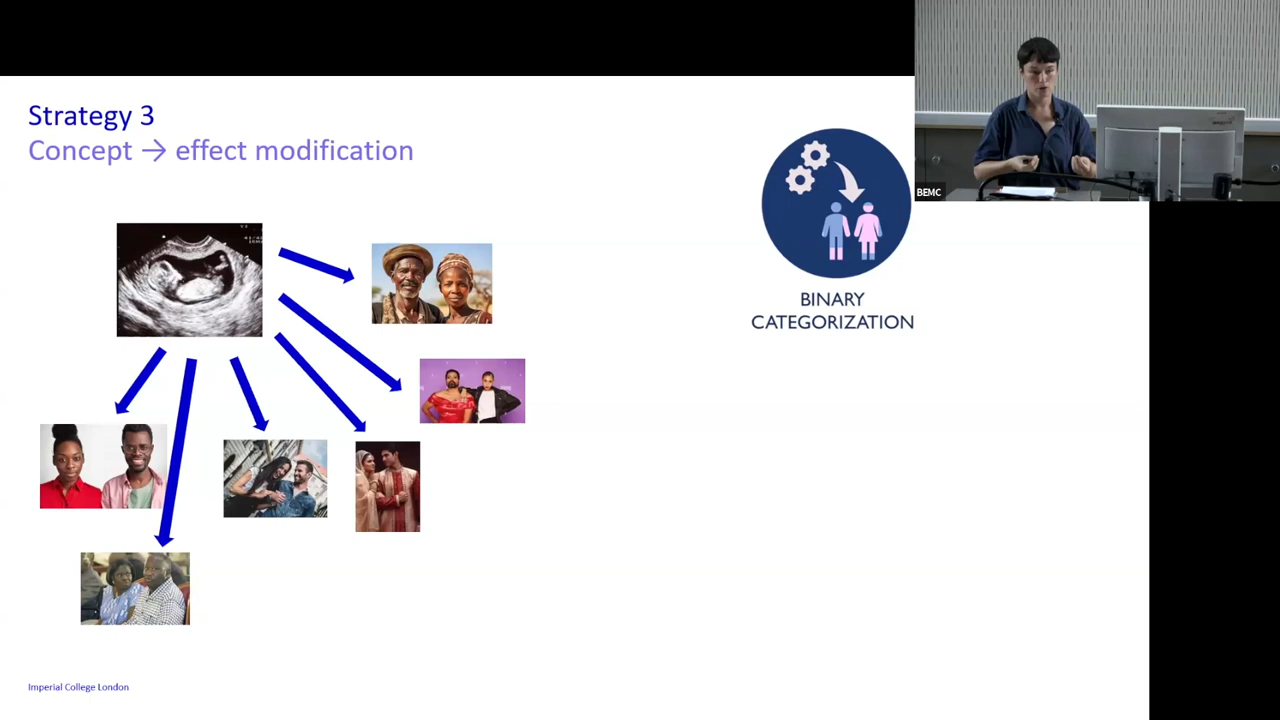 Strategy 3
Concept → effect modification
BINARY
CATEGORIZATION
BEMC
Imperial College London